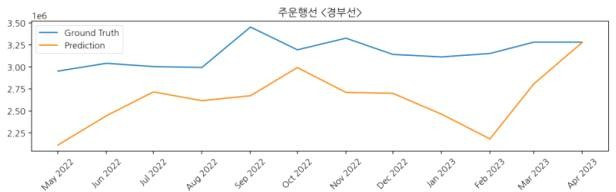 주운행선 <경부선>
1e6
3.50
3.25
3.00
2.75
2.50
2.25
Ground Truth
Prediction
May 2022
Jun 2022
Jul 2022
Aug 2022
Sep 2022
Oct 2022
Nov 2022
Dec 2022
Jan 2023
Feb 2023
Mar 2023
Apr 2023